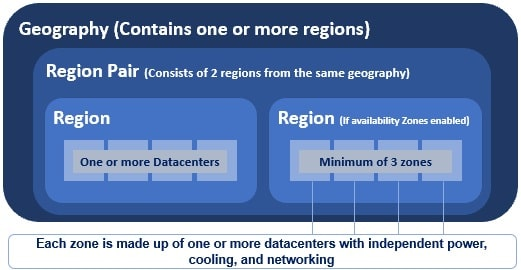 Geography (Contains one or more regions)
Region Pair (Consists of 2 regions from the same geography)
Region
One or more Datacenters
Region (If availability Zones enabled)
Minimum of 3 zones
Each zone is made up of one or more datacenters with independent power,
cooling, and networking